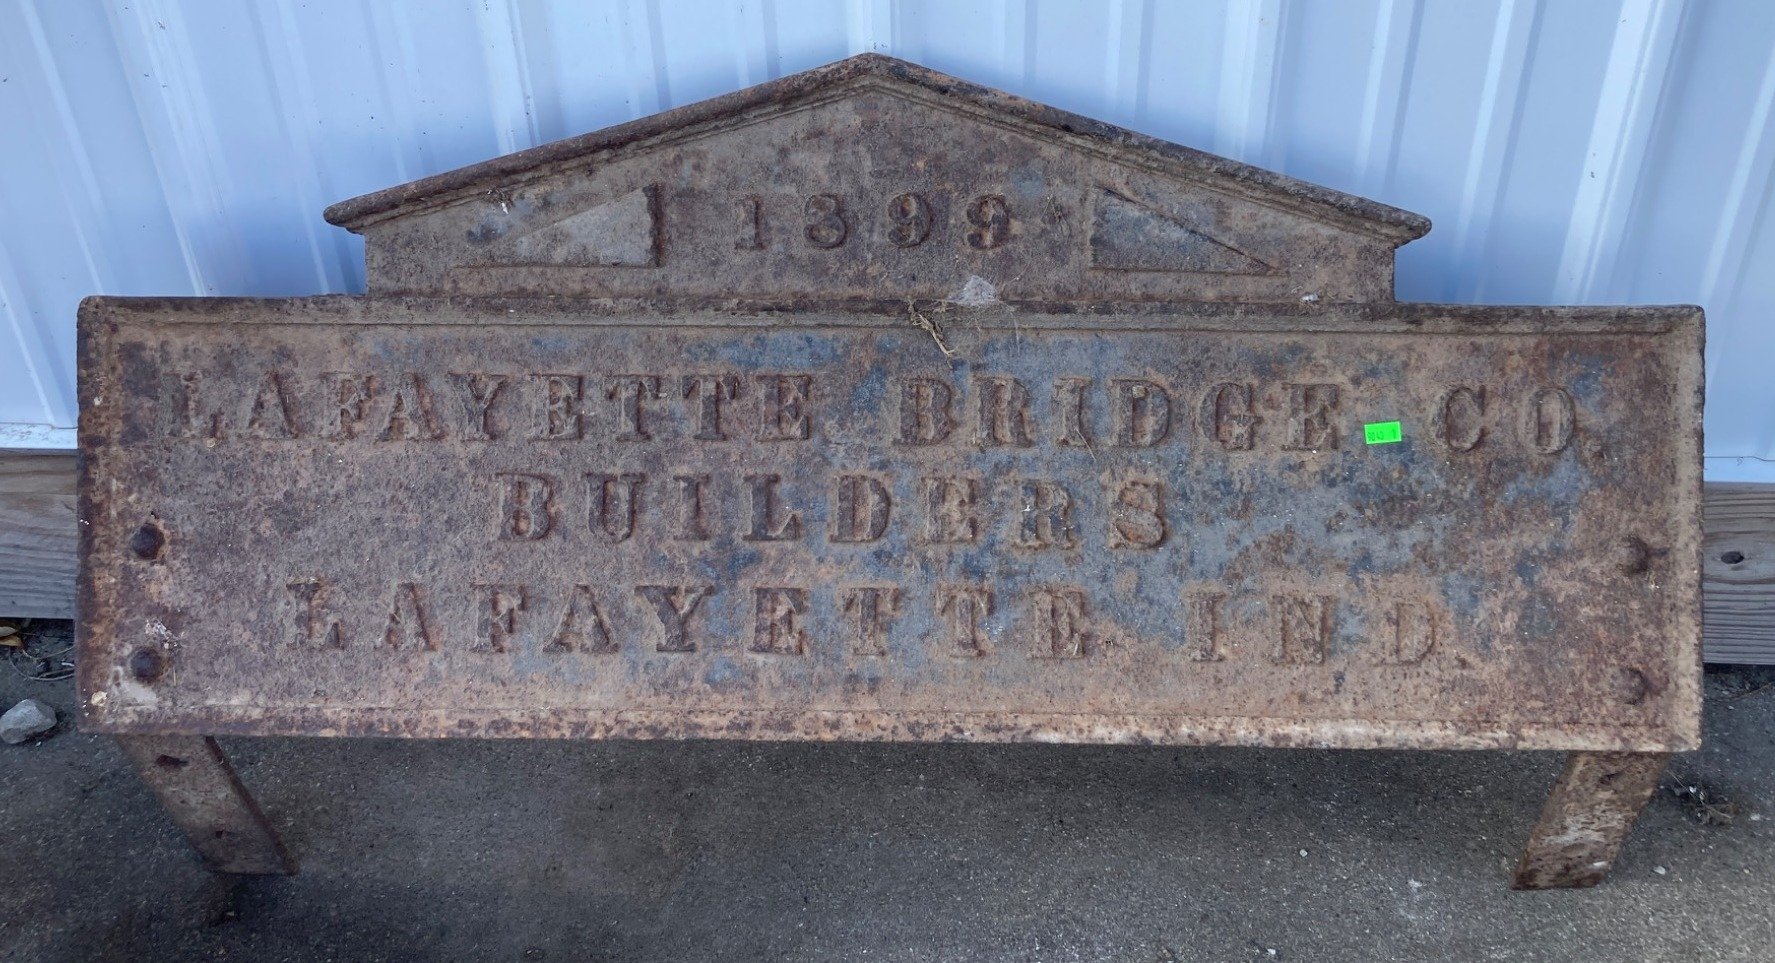 1899
LAFAYETTE BRIDGE CO
BUILDERS
LAFAYETTE IND